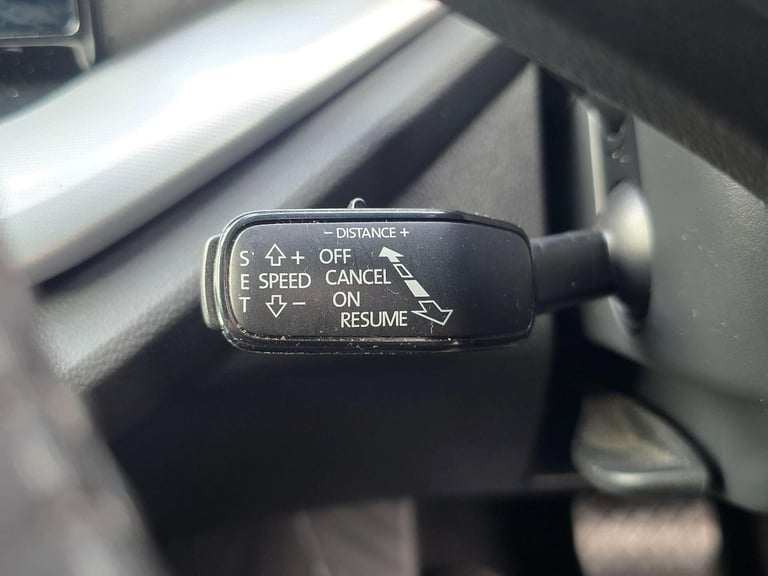 - DISTANCE +
S + OFF
E SPEED CANCEL
T - ON
RESUME